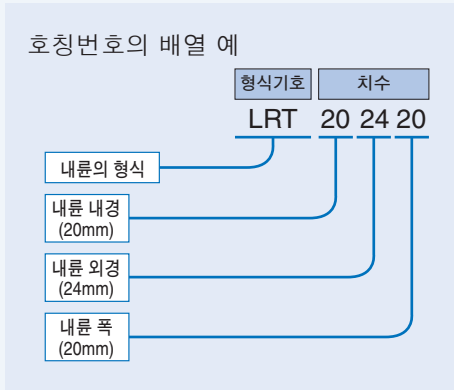 호칭번호의 배열 예
형식기호 치수
LRT 20 24 20
내륜의 형식
내륜 내경
(20mm)
내륜 외경
(24mm)
내륜 폭
(20mm)